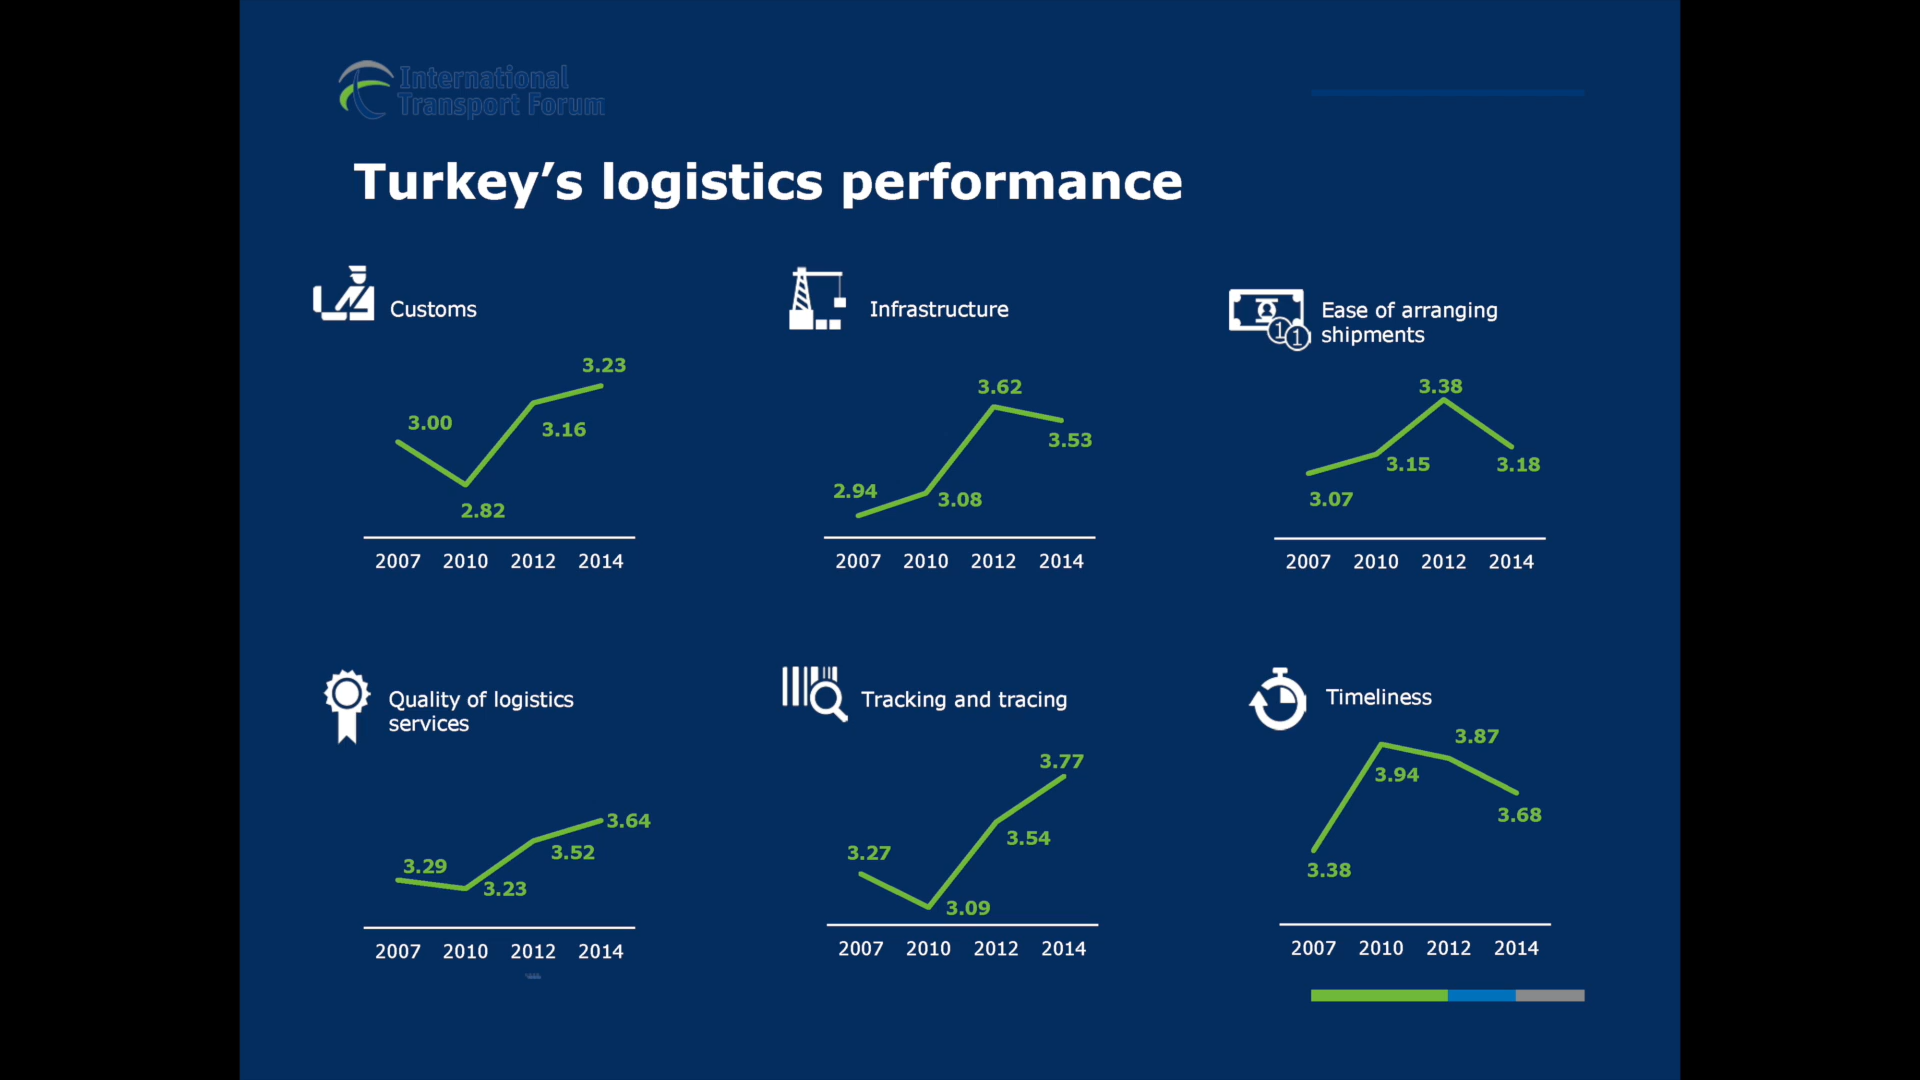 International
Transport Forum
Turkey’s logistics performance
Customs
3.00
2.82
3.16
3.23
2007 2010 2012 2014
Infrastructure
2.94
3.08
3.62
3.53
2007 2010 2012 2014
1 1
Ease of arranging
shipments
3.07
3.15
3.38
3.18
2007 2010 2012 2014
Quality of logistics
services
3.29
3.23
3.52
3.64
2007 2010 2012 2014
Tracking and tracing
3.27
3.09
3.54
3.77
2007 2010 2012 2014
Timeliness
3.38
3.94
3.87
3.68
2007 2010 2012 2014